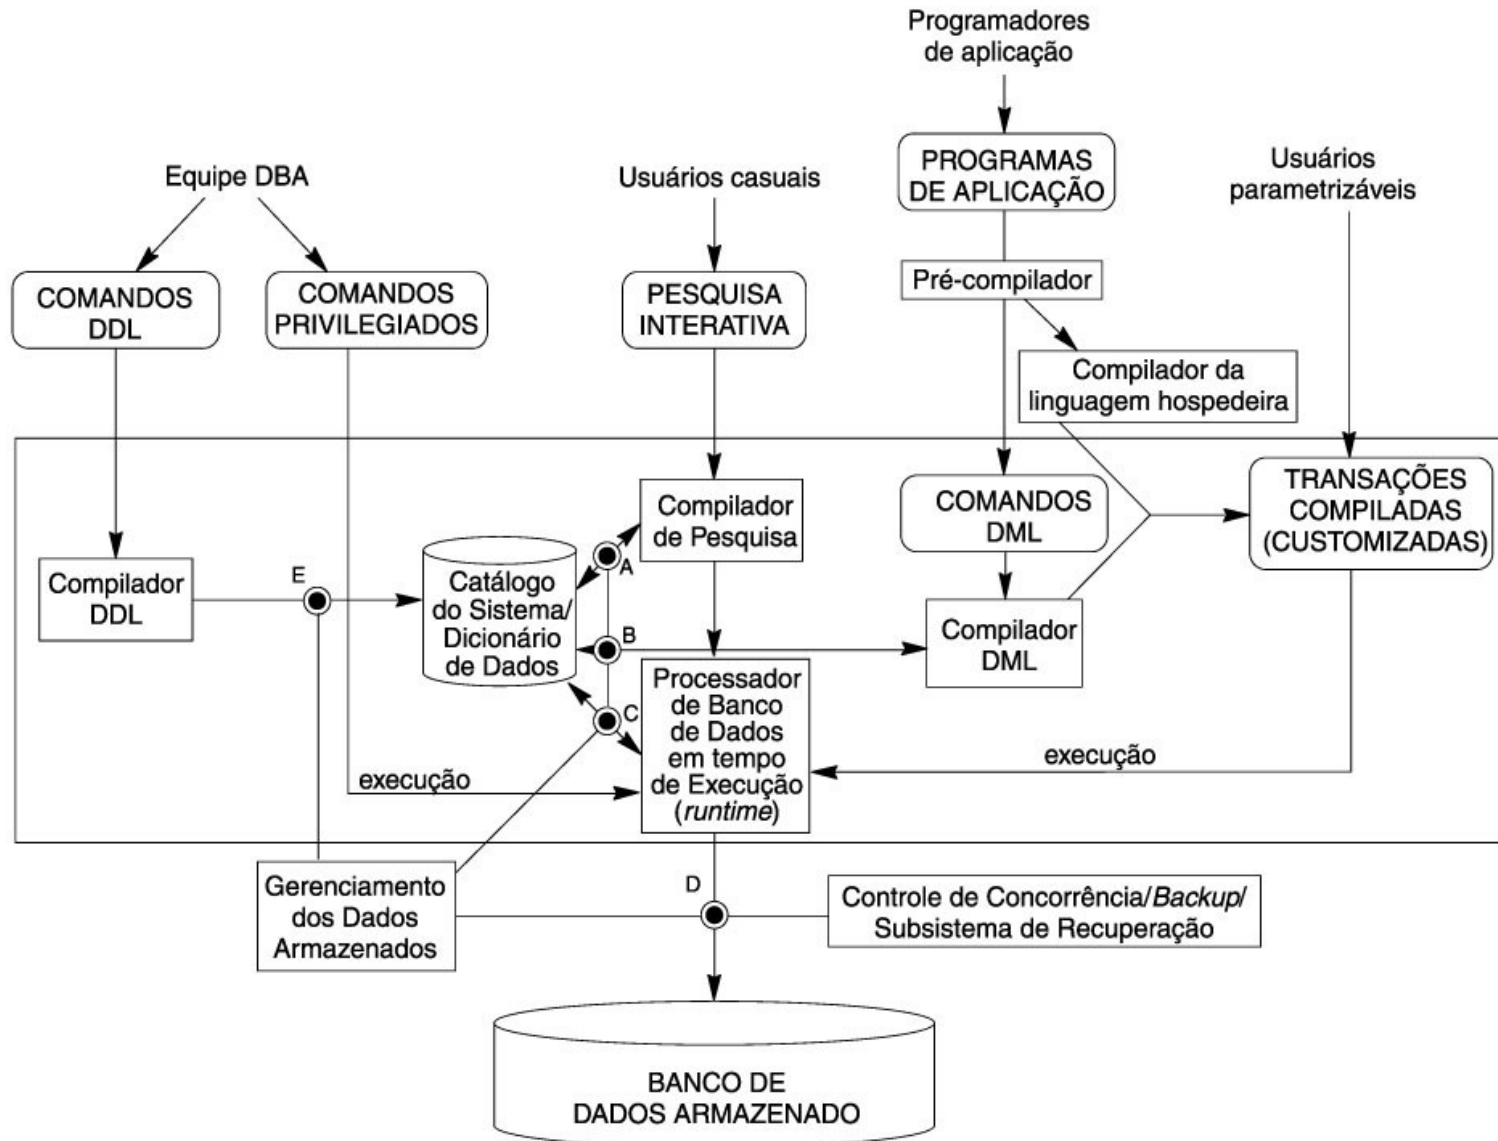 Programadores
de aplicação
PROGRAMAS
DE APLICAÇÃO
Equipe DBA
Usuários casuais
Usuários
parametrizáveis
COMANDOS
DDL
COMANDOS
PRIVILEGIADOS
PESQUISA
INTERATIVA
Pré-compilador
Compilador da
linguagem hospedeira
Compilador
de Pesquisa
COMANDOS
DML
TRANSAÇÕES
COMPILADAS
(CUSTOMIZADAS)
Compilador
DDL
E
Catálogo
do Sistema/
Dicionário
de Dados
A
B
C
Compilador
DML
Processador
de Banco
de Dados
em tempo
de Execução
(runtime)
execução
execução
Gerenciamento
dos Dados
Armazenados
D
Controle de Concorrência/Backup/
Subsistema de Recuperação
BANCO DE
DADOS ARMAZENADO